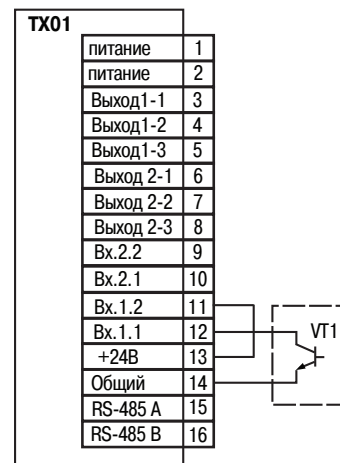 TX01
питание 1
питание 2
Выход1-1 3
Выход1-2 4
Выход1-3 5
Выход 2-1 6
Выход 2-2 7
Выход 2-3 8
Вх.2.2 9
Вх.2.1 10
Вх.1.2 11
Вх.1.1 12
VT1
+24В 13
Общий 14
RS-485 A 15
RS-485 B 16